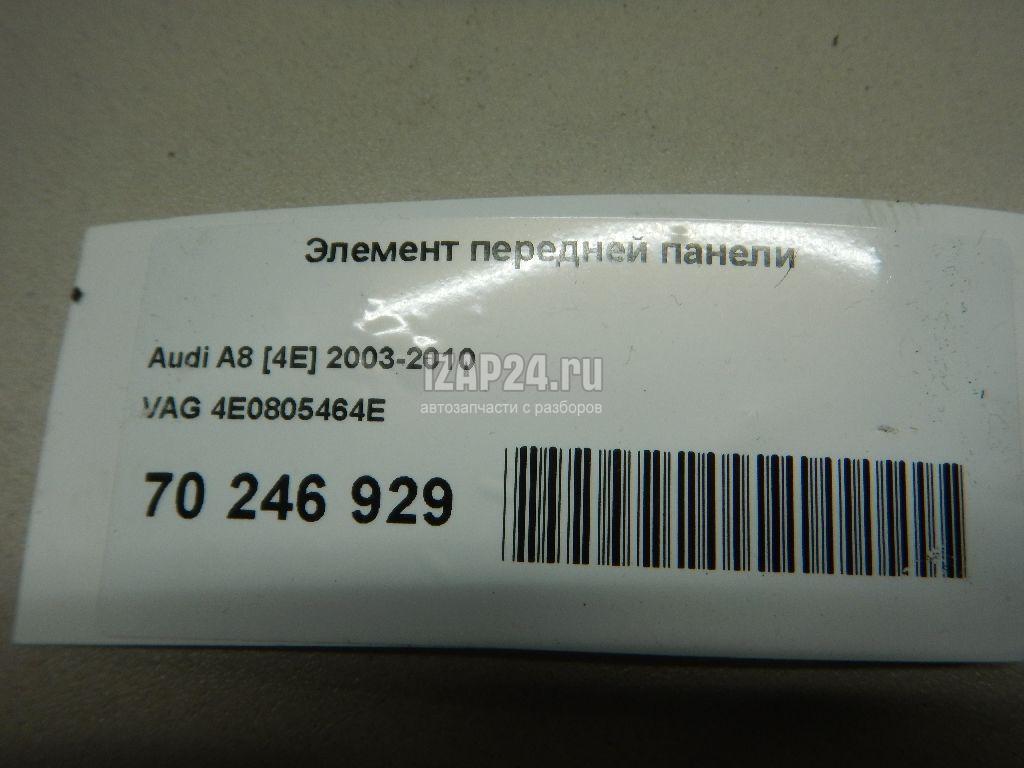 Элемент передней панели
Audi A8 [4E] 2003-2010
IZAP24.ru
VAG 4E0805464E
автозапчасти с разборов
70 246 929